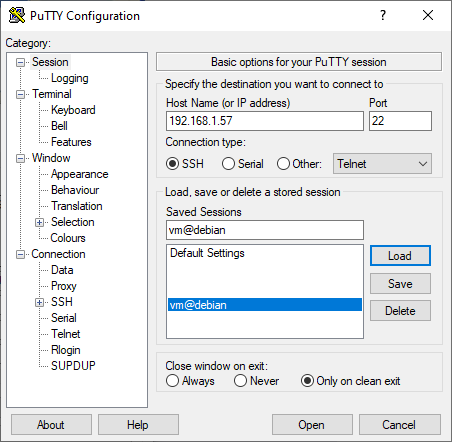 PuTTY Configuration
?
Category:
Session
Logging
Terminal
Keyboard
Bell
Features
Window
Appearance
Behaviour
Translation
Selection
Colours
Connection
Data
Proxy
SSH
Serial
Telnet
Rlogin
SUPDUP
Basic options for your PuTTY session
Specify the destination you want to connect to
Host Name (or IP address) Port
192.168.1.57 22
Connection type:
SSH Serial Other: Telnet
Load, save or delete a stored session
Saved Sessions
vm@debian
Default Settings
vm@debian
Load
Save
Delete
Close window on exit:
Always Never Only on clean exit
About Help Open Cancel